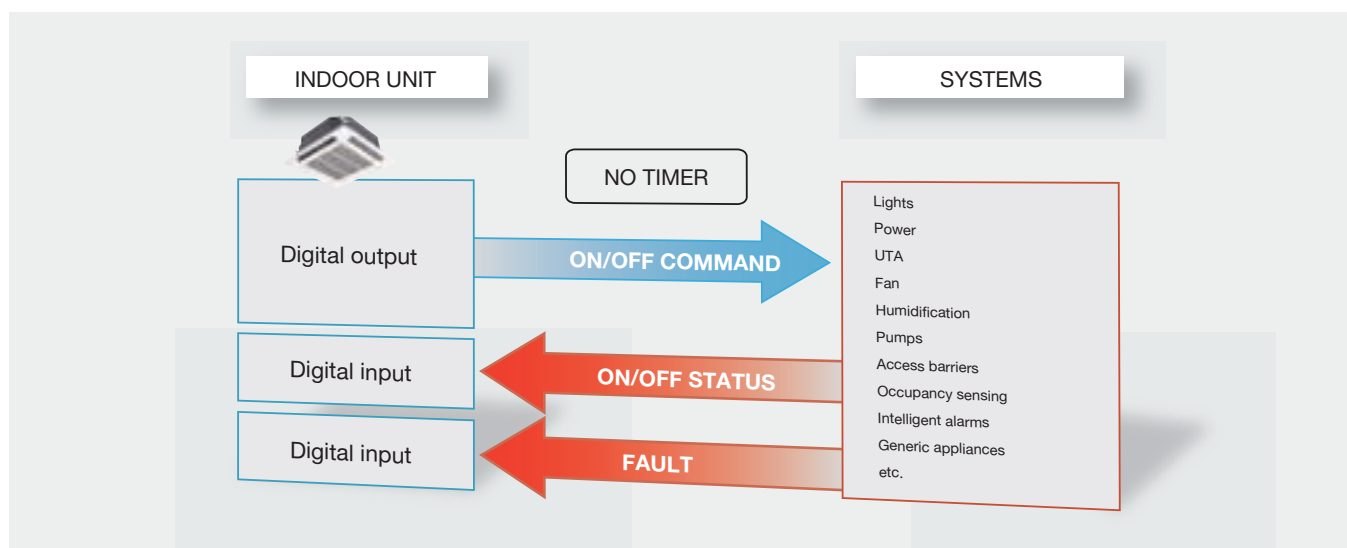 INDOOR UNIT
SYSTEMS
NO TIMER
Digital output
ON/OFF COMMAND
Digital input
ON/OFF STATUS
Digital input
FAULT
Lights
Power
UTA
Fan
Humidification
Pumps
Access barriers
Occupancy sensing
Intelligent alarms
Generic appliances
etc.